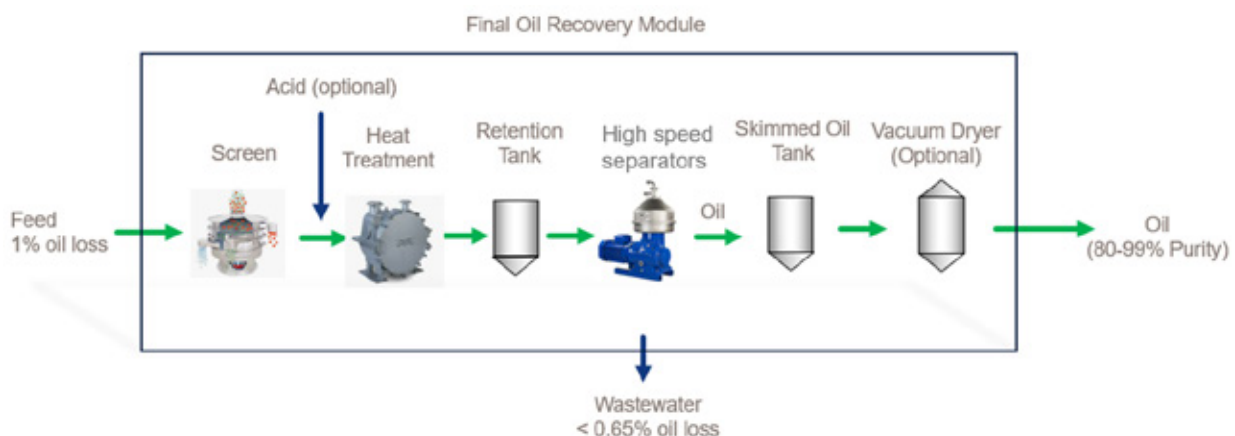 Final Oil Recovery Module
Acid (optional)
Screen
Heat
Treatment
Retention
Tank
High speed
separators
Skimmed Oil
Tank
Vacuum Dryer
(Optional)
Feed
1% oil loss
Oil
Oil
(80-99% Purity)
Wastewater
< 0.65% oil loss